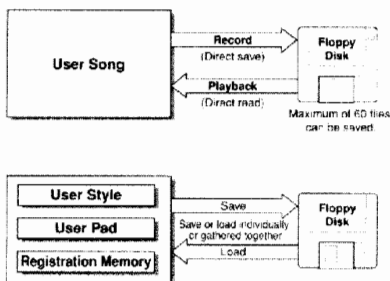 User Song
Record
(Direct save)
Playback
(Direct read)
Floppy
Disk
Maximum of 60 files
can be saved.
User Style
User Pad
Registration Memory
Save
Save or load individually
or gathered together
Load
Floppy
Disk